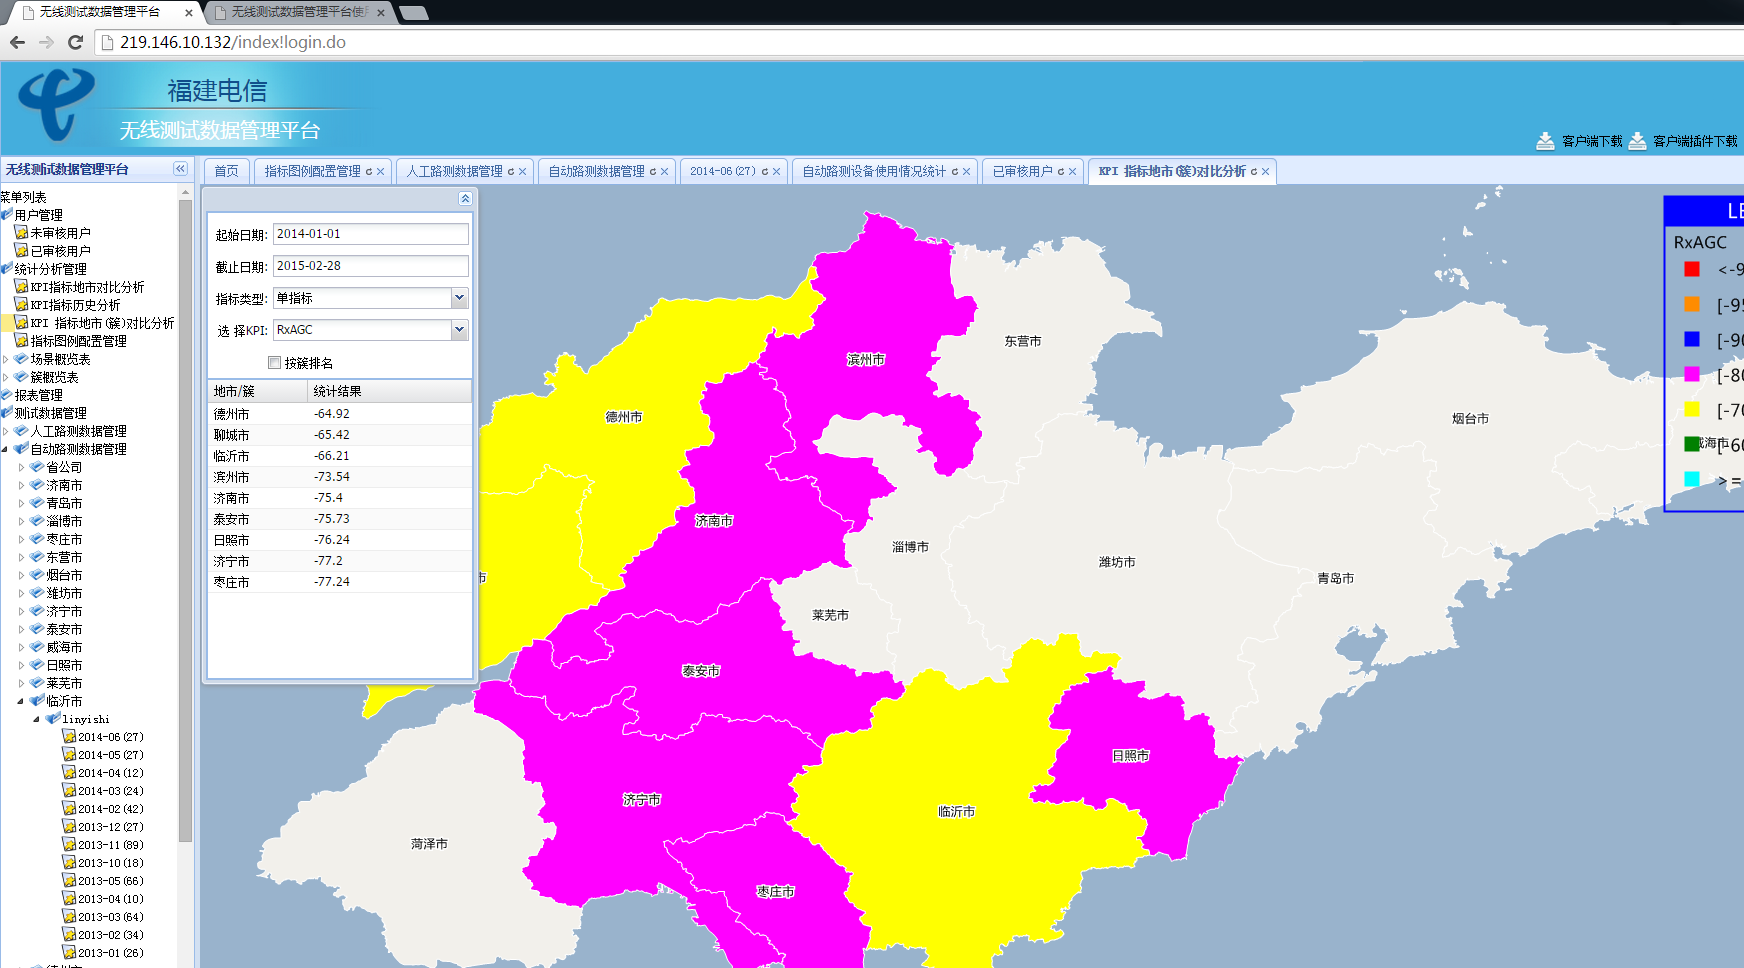 无线测试数据管理平台
无线测试数据管理平台使
219.146.10.132/index!login.do
福建电信
无线测试数据管理平台
客户端下载
客户端插件下载
无线测试数据管理平台
首页
指标图例配置管理
人工路测数据管理
自动路测数据管理
2014-06(27)
自动路测设备使用情况统计
已审核用户
KPI 指标地市(簇)对比分析
菜单列表
用户管理
未审核用户
已审核用户
统计分析管理
KPI指标地市对比分析
KPI指标历史分析
KPI 指标地市(簇)对比分析
指标图例配置管理
场景概览表
簇概览表
报表管理
测试数据管理
人工路测数据管理
自动路测数据管理
省公司
济南市
青岛市
淄博市
枣庄市
东营市
烟台市
潍坊市
济宁市
泰安市
威海市
日照市
莱芜市
临沂市
linyishi
2014-06(27)
2014-05(27)
2014-04(12)
2014-03(24)
2014-02(42)
2013-12(27)
2013-11(89)
2013-10(18)
2013-05(66)
2013-04(10)
2013-03(64)
2013-02(34)
2013-01(26)
起始日期: 2014-01-01
截止日期: 2015-02-28
指标类型: 单指标
选 择KPI: RxAGC
按簇排名
地市/簇 统计结果
德州市 -64.92
聊城市 -65.42
临沂市 -66.21
滨州市 -73.54
济南市 -75.4
泰安市 -75.73
日照市 -76.24
济宁市 -77.2
枣庄市 -77.24
滨州市
东营市
德州市
烟台市
济南市
淄博市
潍坊市
青岛市
市
莱芜市
泰安市
日照市
济宁市
临沂市
菏泽市
枣庄市
威海市
LE
RxAGC
<-9
[-95
[-90
[-80
[-70
[-60
>=